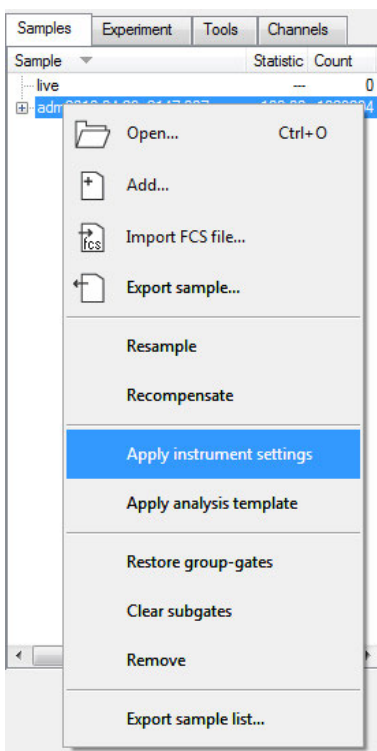 Samples Experiment Tools Channels
Sample Statistic Count
live --- 0
Open... Ctrl+O
Add...
fcs Import FCS file...
Export sample...
Resample
Recompensate
Apply instrument settings
Apply analysis template
Restore group-gates
Clear subgates
Remove
Export sample list...